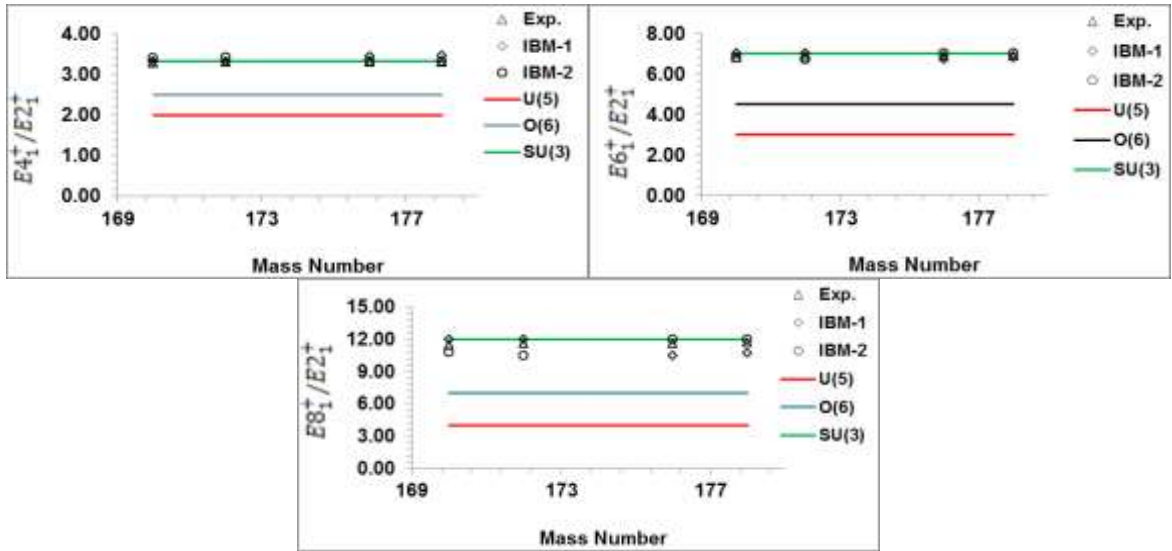 4.00
3.00
2.00
1.00
0.00
E4₁⁺/E2₁⁺
169
173
177
Mass Number
Exp.
IBM-1
IBM-2
U(5)
O(6)
SU(3)
8.00
6.00
4.00
2.00
0.00
E6₁⁺/E2₁⁺
169
173
177
Mass Number
Exp.
IBM-1
IBM-2
U(5)
O(6)
SU(3)
15.00
12.00
9.00
6.00
3.00
0.00
E8₁⁺/E2₁⁺
169
173
177
Mass Number
Exp.
IBM-1
IBM-2
U(5)
O(6)
SU(3)